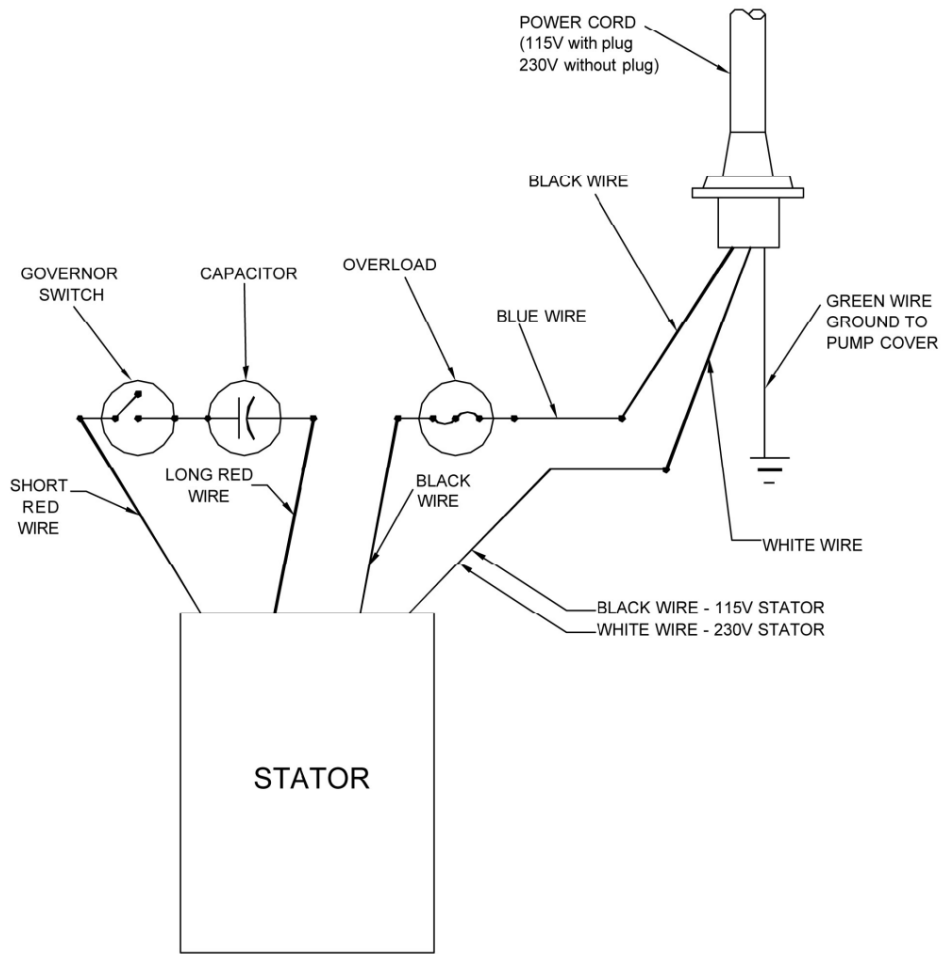 POWER CORD
(115V with plug
230V without plug)
BLACK WIRE
GOVERNOR
SWITCH
CAPACITOR
OVERLOAD
BLUE WIRE
GREEN WIRE
GROUND TO
PUMP COVER
SHORT
RED
WIRE
LONG RED
WIRE
BLACK
WIRE
WHITE WIRE
BLACK WIRE - 115V STATOR
WHITE WIRE - 230V STATOR
STATOR